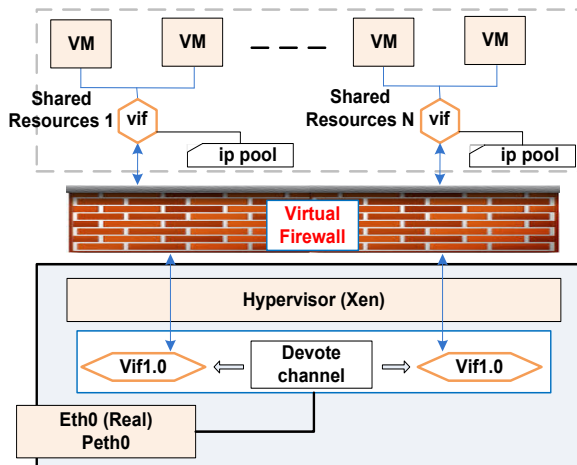 VM
VM
VM
VM
Shared
Resources 1
vif
ip pool
Shared
Resources N
vif
ip pool
Virtual
Firewall
Hypervisor (Xen)
Vif1.0
Devote
channel
Vif1.0
Eth0 (Real)
Peth0